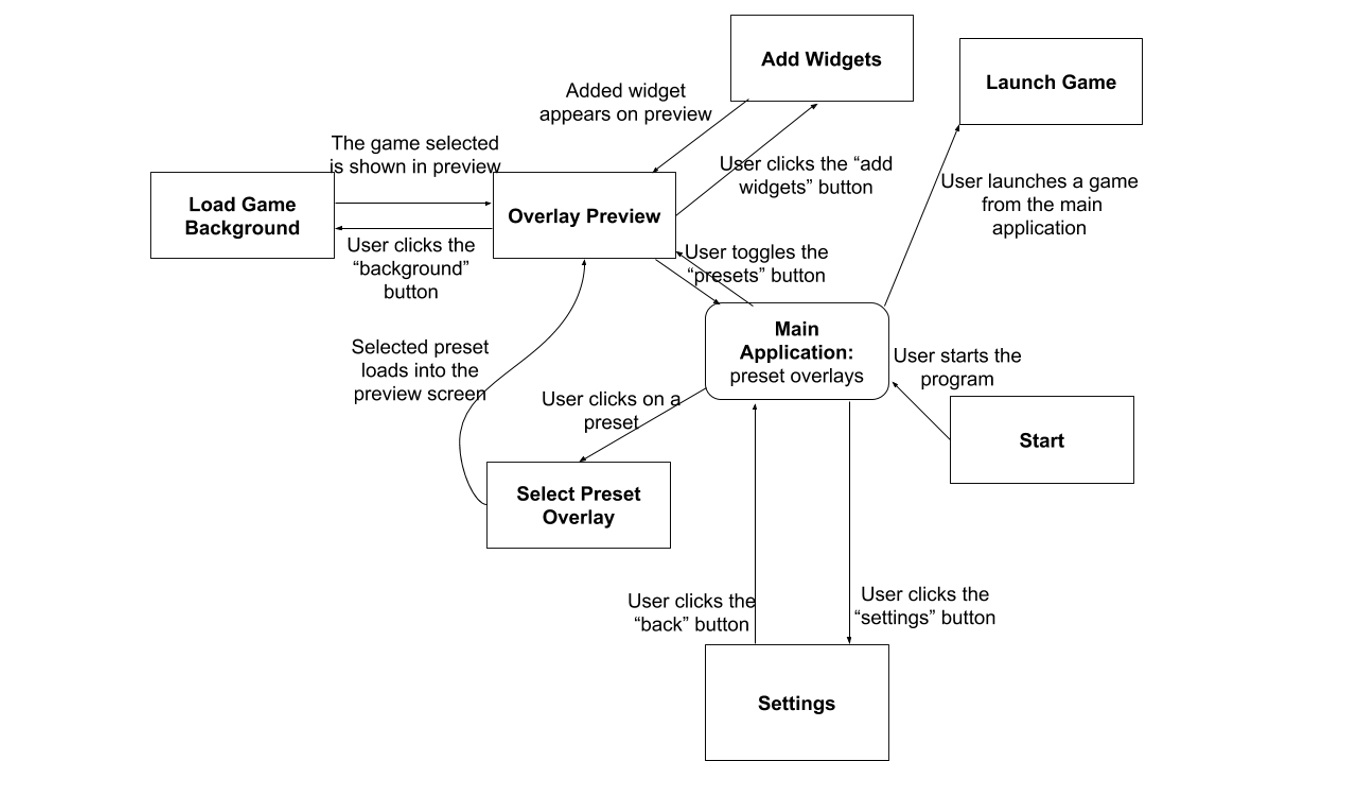 Add Widgets
Launch Game
Added widget
appears on preview
The game selected
is shown in preview
User clicks the “add
widgets” button
User launches a game
from the main
application
Load Game
Background
Overlay Preview
User clicks the
“background”
button
User toggles the
“presets” button
Main
Application:
preset overlays
User starts the
program
Selected preset
loads into the
preview screen
User clicks on a
preset
Start
Select Preset
Overlay
User clicks the
“back” button
User clicks the
“settings” button
Settings